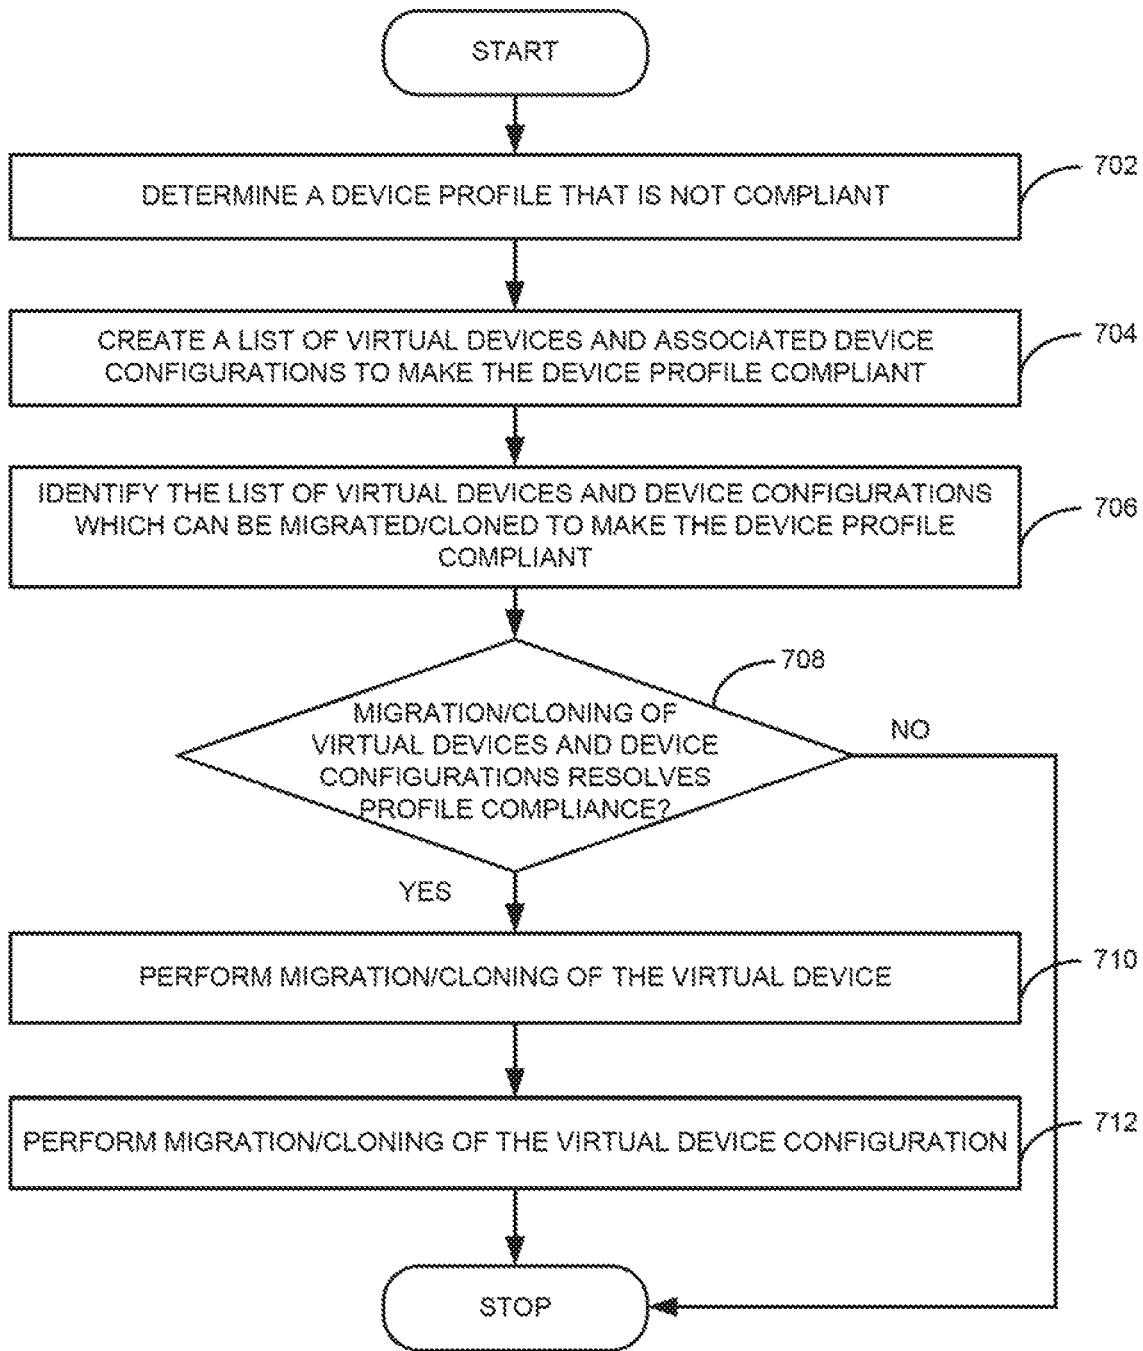 START
DETERMINE A DEVICE PROFILE THAT IS NOT COMPLIANT
702
CREATE A LIST OF VIRTUAL DEVICES AND ASSOCIATED DEVICE
CONFIGURATIONS TO MAKE THE DEVICE PROFILE COMPLIANT
704
IDENTIFY THE LIST OF VIRTUAL DEVICES AND DEVICE CONFIGURATIONS
WHICH CAN BE MIGRATED/CLONED TO MAKE THE DEVICE PROFILE
COMPLIANT
706
708
MIGRATION/CLONING OF
VIRTUAL DEVICES AND DEVICE
CONFIGURATIONS RESOLVES
PROFILE COMPLIANCE?
NO
YES
PERFORM MIGRATION/CLONING OF THE VIRTUAL DEVICE
710
PERFORM MIGRATION/CLONING OF THE VIRTUAL DEVICE CONFIGURATION
712
STOP